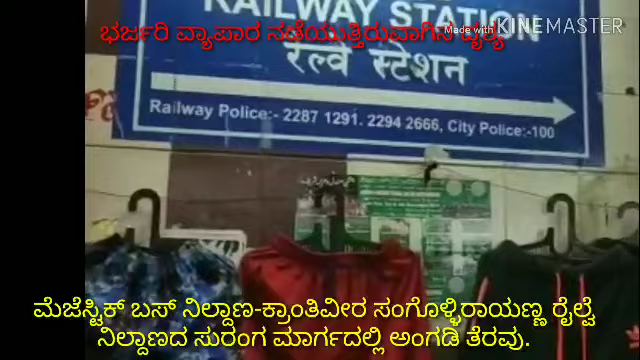 RAILWAY STATION
Made with KINEMASTER
ಭರ್ಜರಿ ವ್ಯಾಪಾರ ನಡೆಯುತ್ತಿರುವಾಗಿನ ದೃಶ್ಯ
रेल्वे स्टेशन
Railway Police:- 2287 1291. 2294 2666, City Police:-100
ಮೆಜೆಸ್ಟಿಕ್ ಬಸ್ ನಿಲ್ದಾಣ-ಕ್ರಾಂತಿವೀರ ಸಂಗೊಳ್ಳಿರಾಯಣ್ಣ ರೈಲ್ವೆ
ನಿಲ್ದಾಣದ ಸುರಂಗ ಮಾರ್ಗದಲ್ಲಿ ಅಂಗಡಿ ತೆರವು.